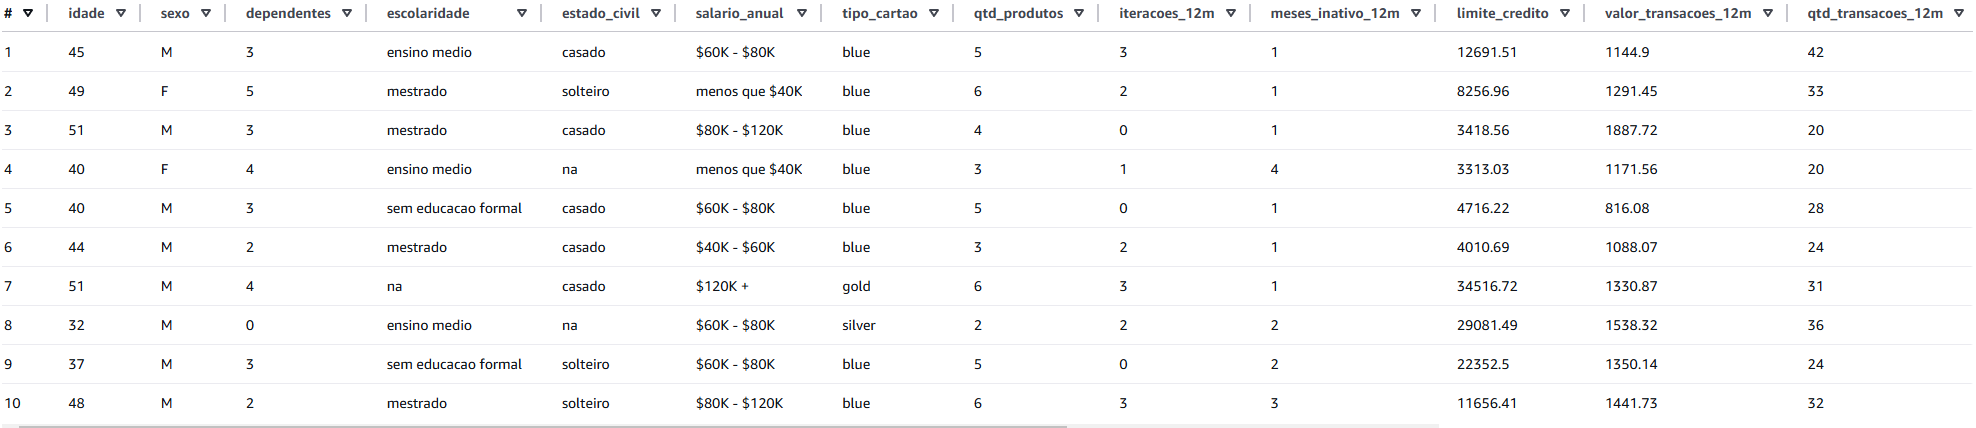 # idade sexo dependentes escolaridade estado_civil salario_anual tipo_cartao qtd_produtos iteracoes_12m meses_inativo_12m limite_credito valor_transacoes_12m qtd_transacoes_12m
1 45 M 3 ensino medio casado $60K - $80K blue 5 3 1 12691.51 1144.9 42
2 49 F 5 mestrado solteiro menos que $40K blue 6 2 1 8256.96 1291.45 33
3 51 M 3 mestrado casado $80K - $120K blue 4 0 1 3418.56 1887.72 20
4 40 F 4 ensino medio na menos que $40K blue 3 1 4 3313.03 1171.56 20
5 40 M 3 sem educacao formal casado $60K - $80K blue 5 0 1 4716.22 816.08 28
6 44 M 2 mestrado casado $40K - $60K blue 3 2 1 4010.69 1088.07 24
7 51 M 4 na casado $120K + gold 6 3 1 34516.72 1330.87 31
8 32 M 0 ensino medio na $60K - $80K silver 2 2 2 29081.49 1538.32 36
9 37 M 3 sem educacao formal solteiro $60K - $80K blue 5 0 2 22352.5 1350.14 24
10 48 M 2 mestrado solteiro $80K - $120K blue 6 3 3 11656.41 1441.73 32